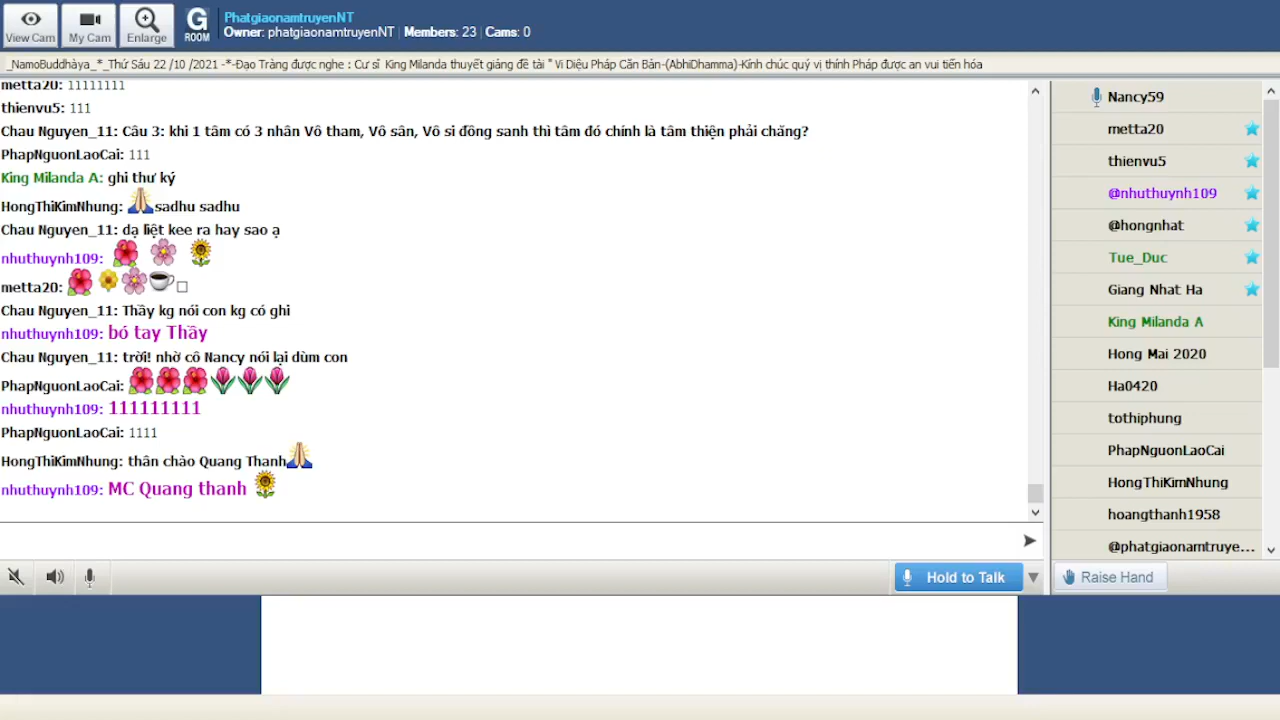 View Cam
My Cam
Enlarge
G
ROOM
PhatgiaonamtruyenNT
Owner: phatgiaonamtruyenNT | Members: 23 | Cams: 0
_NamoBuddhàya_*_Thứ Sáu 22 /10 /2021 -*-Đạo Tràng được nghe : Cư sĩ King Milanda thuyết giảng đề tài " Vi Diệu Pháp Căn Bản-(AbhiDhamma)-Kính chúc quý vị thính Pháp được an vui tiến hóa
metta20: 11111111
thienvu5: 111
Chau Nguyen_11: Câu 3: khi 1 tâm có 3 nhân Vô tham, Vô sân, Vô si đồng sanh thì tâm đó chính là tâm thiện phải chăng?
PhapNguonLaoCai: 111
King Milanda A: ghi thư ký
HongThiKimNhung: sadhu sadhu
Chau Nguyen_11: dạ liệt kee ra hay sao ạ
nhuthuynh109:
metta20:
Chau Nguyen_11: Thầy kg nói con kg có ghi
nhuthuynh109: bó tay Thầy
Chau Nguyen_11: trời! nhờ cô Nancy nói lại dùm con
PhapNguonLaoCai:
nhuthuynh109: 111111111
PhapNguonLaoCai: 1111
HongThiKimNhung: thân chào Quang Thanh
nhuthuynh109: MC Quang thanh
Hold to Talk
Nancy59
metta20
thienvu5
@nhuthuynh109
@hongnhat
Tue_Duc
Giang Nhat Ha
King Milanda A
Hong Mai 2020
Ha0420
tothiphung
PhapNguonLaoCai
HongThiKimNhung
hoangthanh1958
@phatgiaonamtruye...
Raise Hand